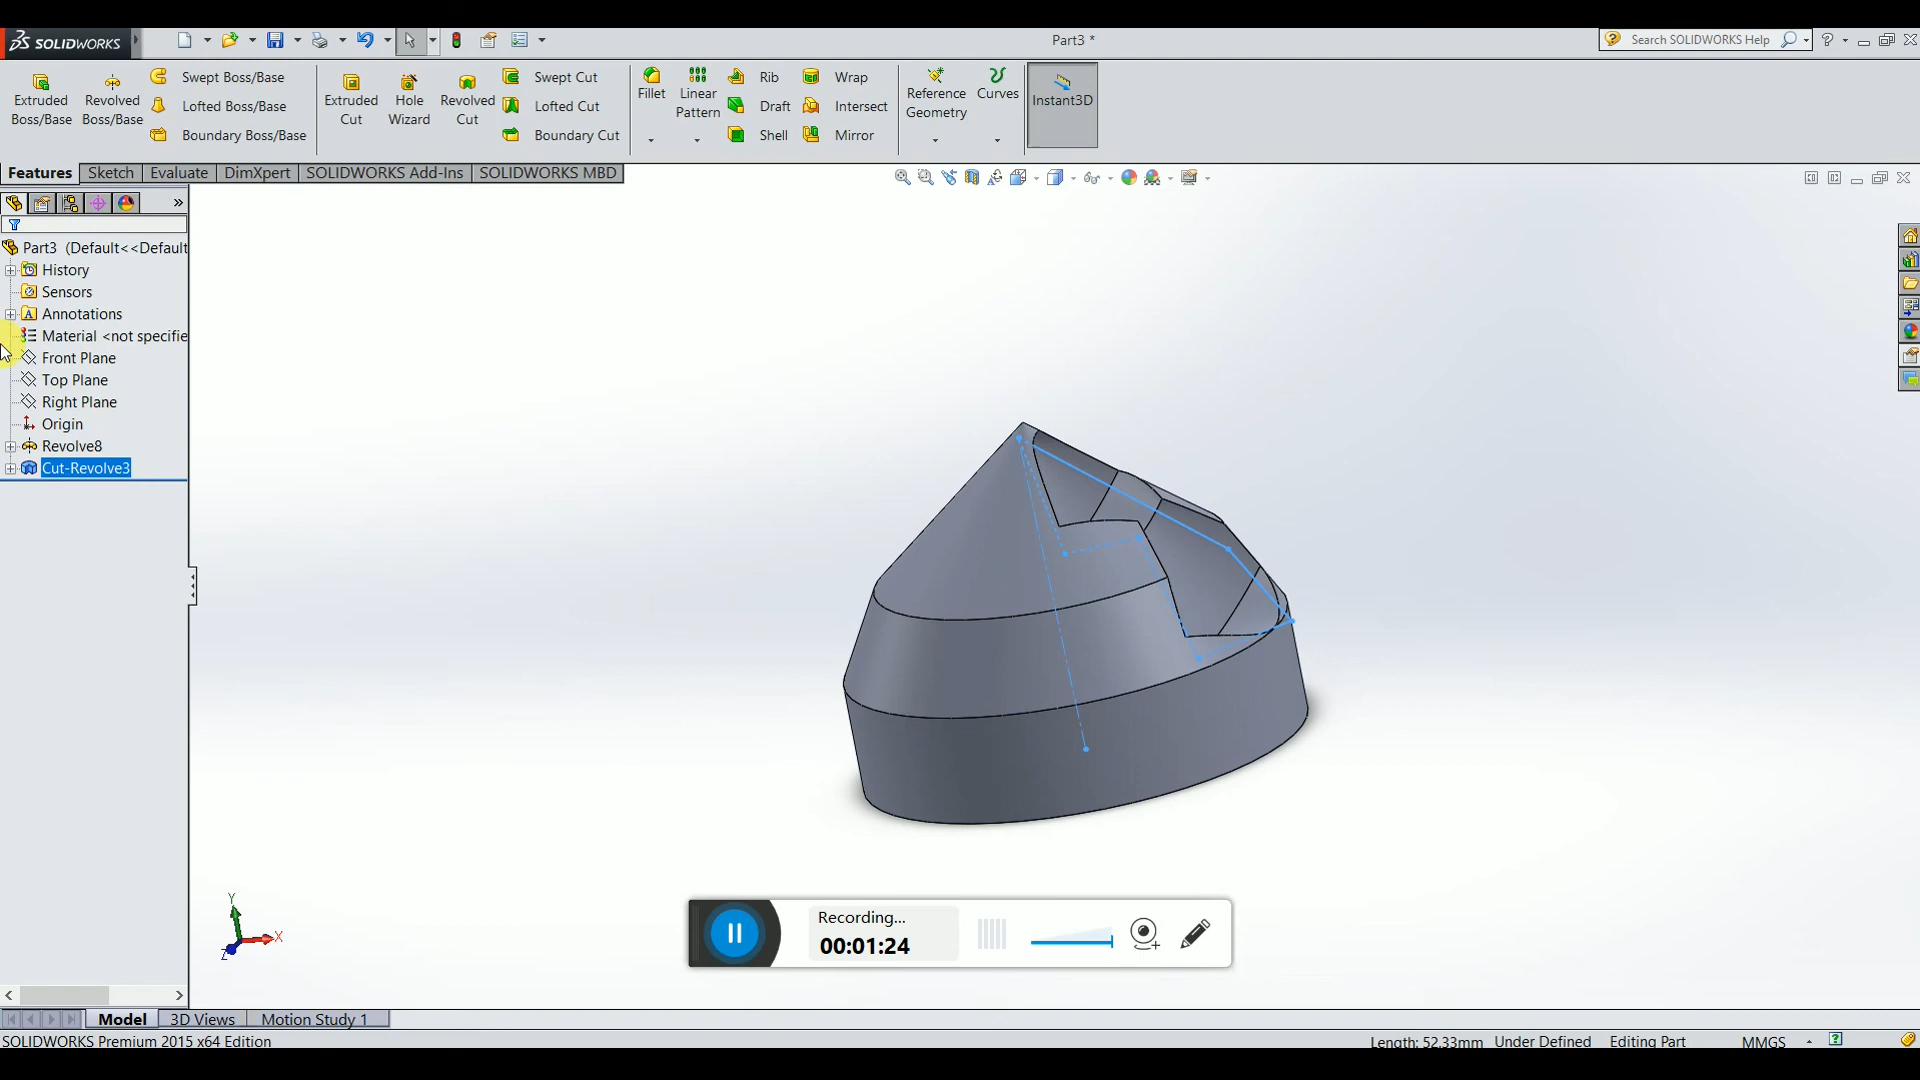 SOLIDWORKS
Part3 *
Search SOLIDWORKS Help
Extruded Boss/Base
Revolved Boss/Base
Swept Boss/Base
Lofted Boss/Base
Boundary Boss/Base
Extruded Cut
Hole Wizard
Revolved Cut
Swept Cut
Lofted Cut
Boundary Cut
Fillet
Linear Pattern
Rib
Draft
Shell
Wrap
Intersect
Mirror
Reference Geometry
Curves
Instant3D
Features
Sketch
Evaluate
DimXpert
SOLIDWORKS Add-Ins
SOLIDWORKS MBD
Part3 (Default<<Default
History
Sensors
Annotations
Material <not specifie
Front Plane
Top Plane
Right Plane
Origin
Revolve8
Cut-Revolve3
Y
X
Z
Recording...
00:01:24
Model
3D Views
Motion Study 1
SOLIDWORKS Premium 2015 x64 Edition
Length: 52.33mm
Under Defined
Editing Part
MMGS